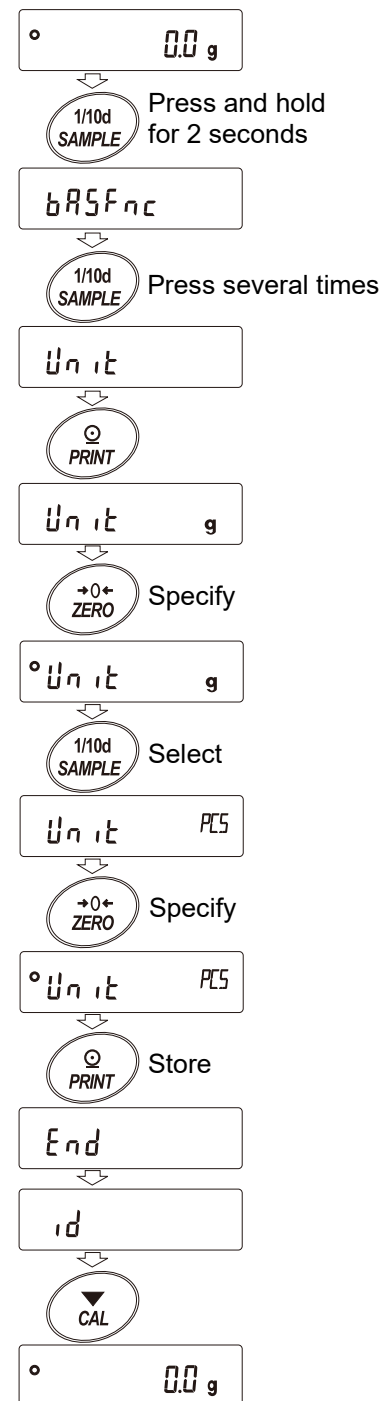 0.0 g
1/10d
SAMPLE
Press and hold
for 2 seconds
bASFnc
1/10d
SAMPLE
Press several times
Unit
PRINT
Unit g
→0←
ZERO
Specify
Unit g
1/10d
SAMPLE
Select
Unit PCS
→0←
ZERO
Specify
Unit PCS
PRINT
Store
End
id
CAL
0.0 g